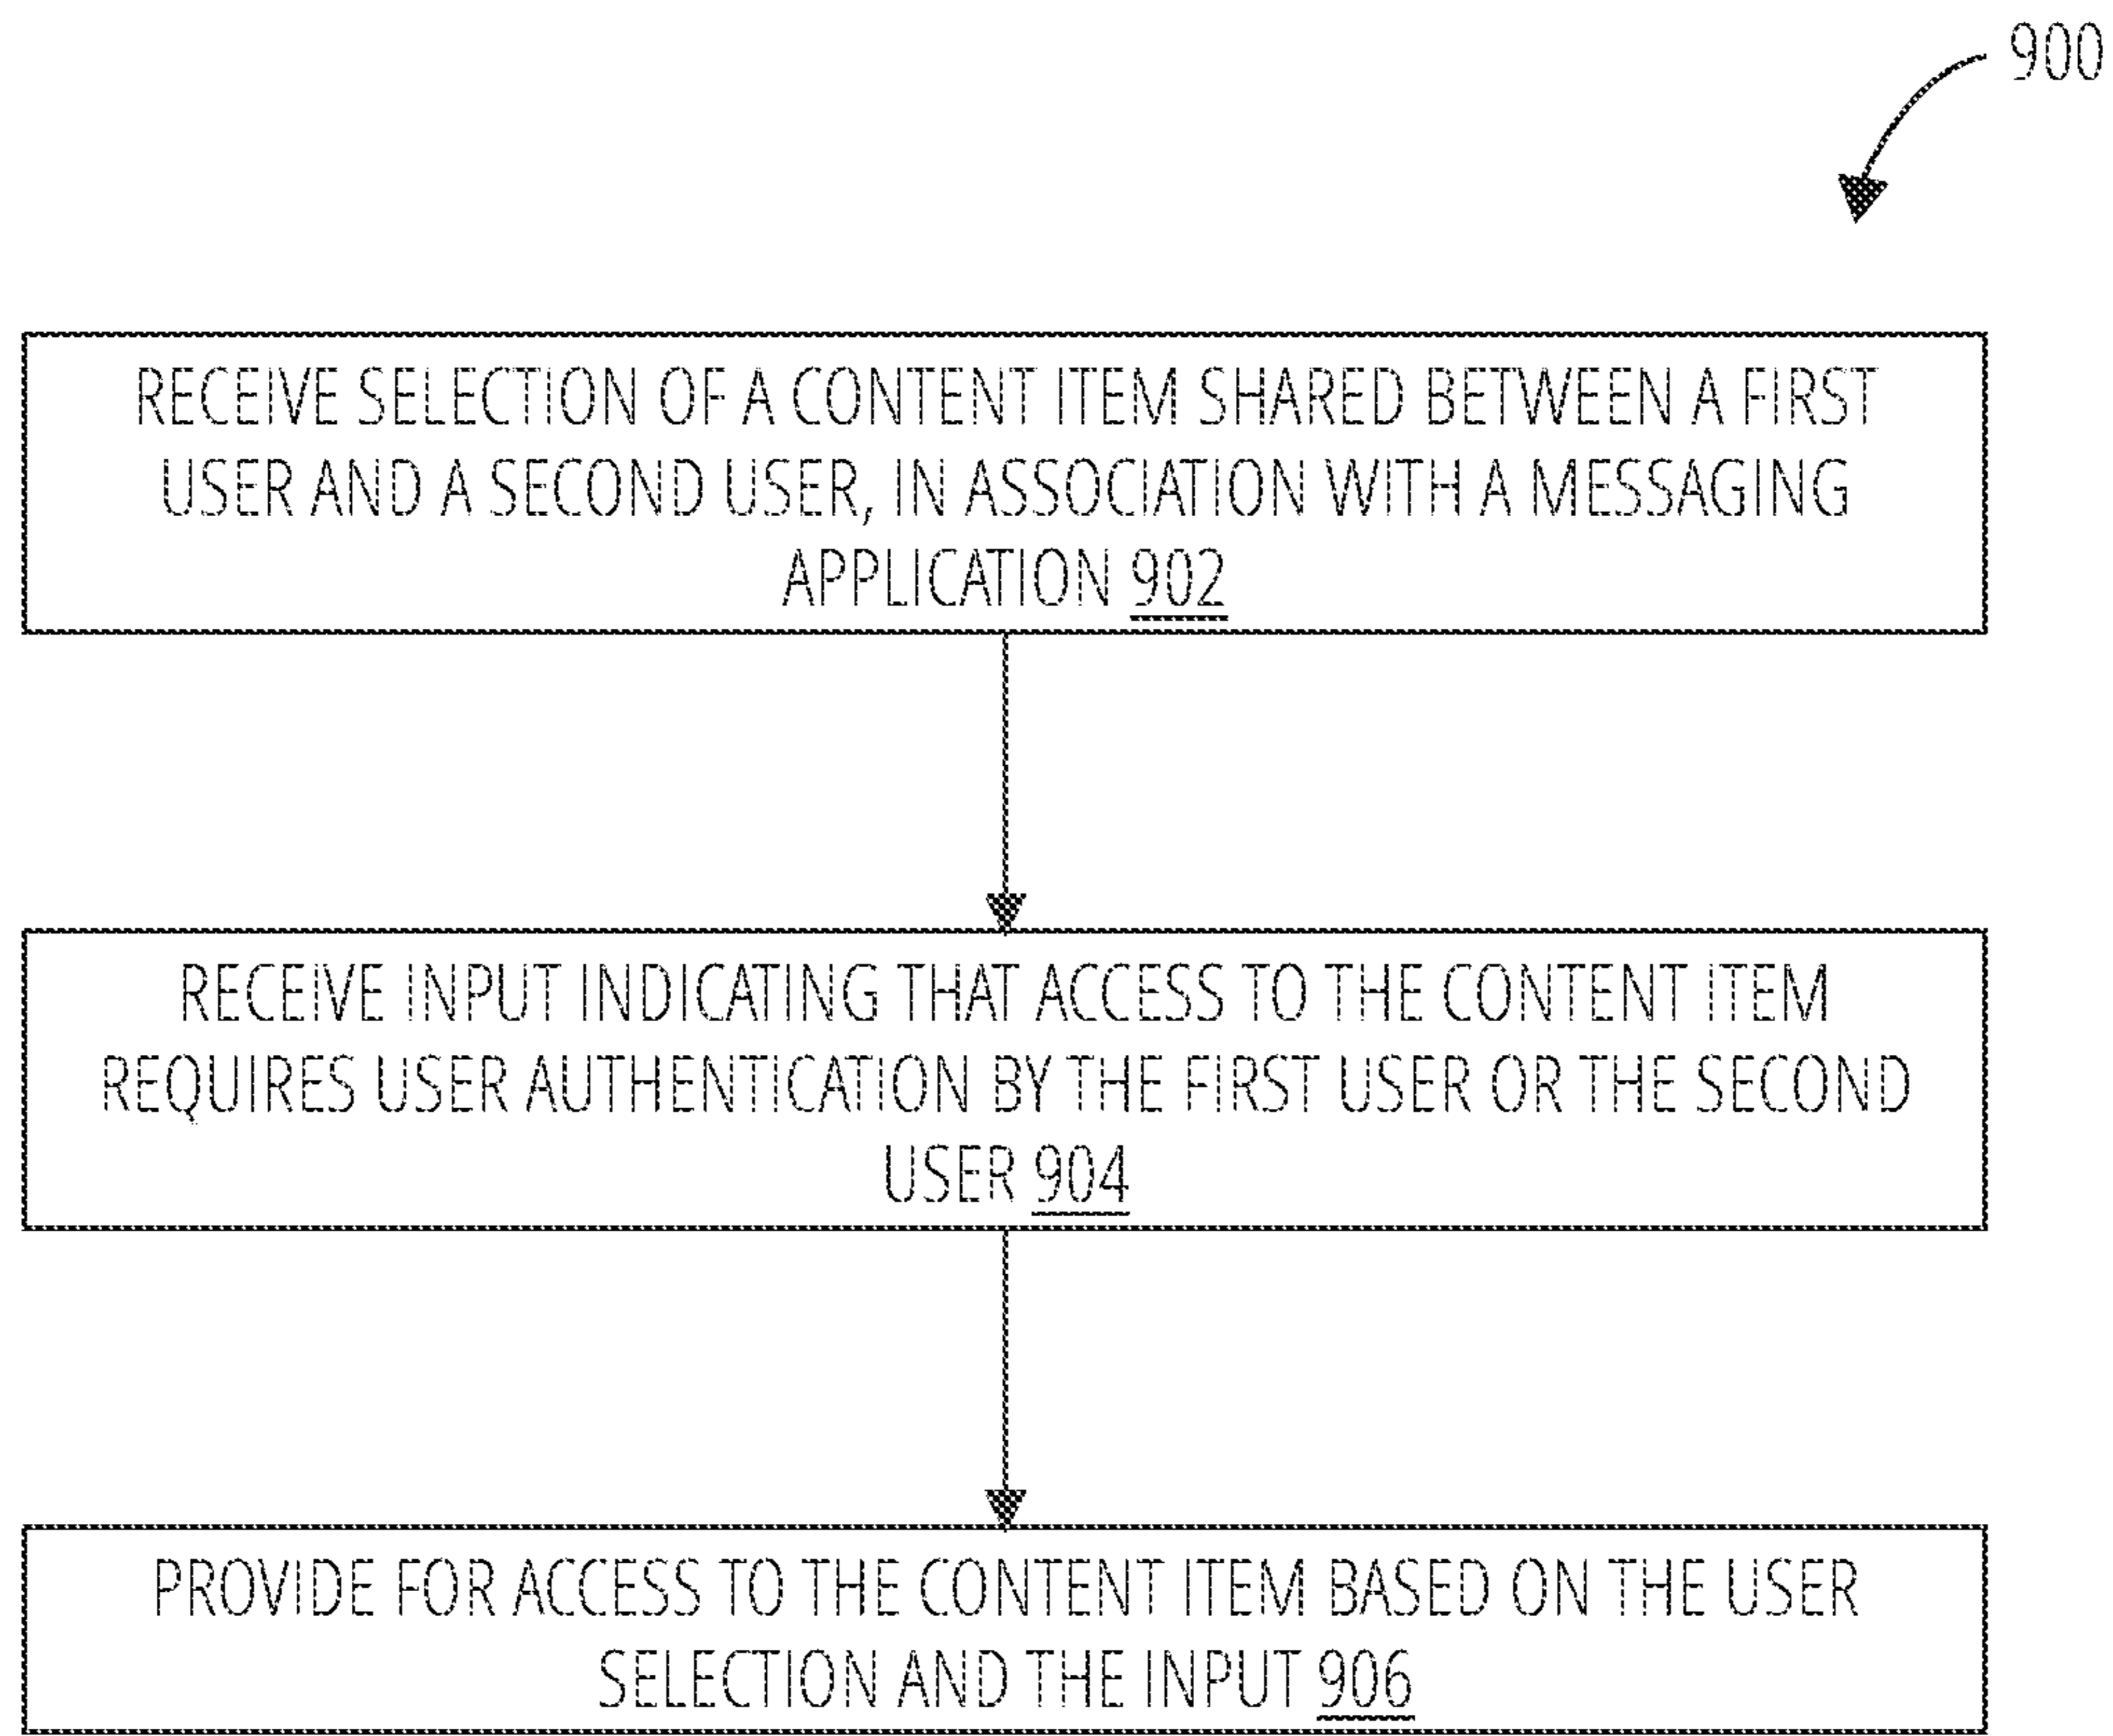 900
RECEIVE SELECTION OF A CONTENT ITEM SHARED BETWEEN A FIRST
USER AND A SECOND USER, IN ASSOCIATION WITH A MESSAGING
APPLICATION 902
RECEIVE INPUT INDICATING THAT ACCESS TO THE CONTENT ITEM
REQUIRES USER AUTHENTICATION BY THE FIRST USER OR THE SECOND
USER 904
PROVIDE FOR ACCESS TO THE CONTENT ITEM BASED ON THE USER
SELECTION AND THE INPUT 906